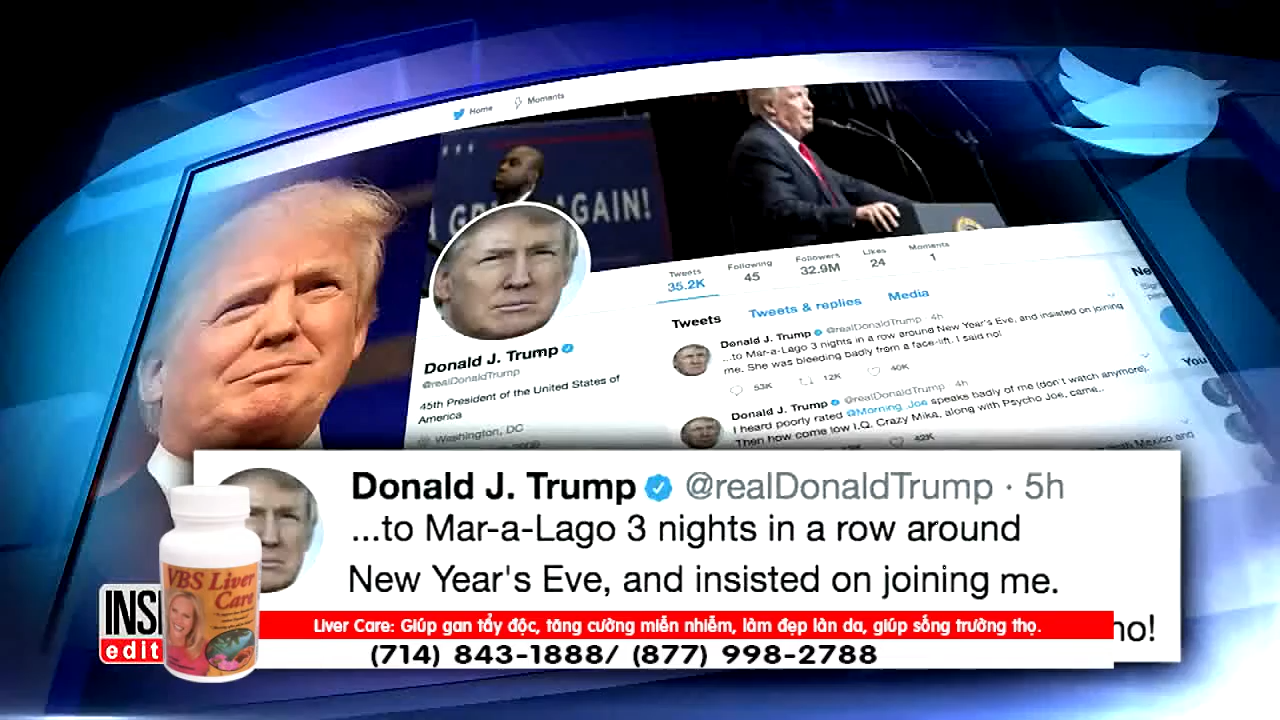 Home Moments
GREAT AGAIN!
Tweets Following Followers Likes Moments
35.2K 45 32.9M 24 1
Tweets Tweets & replies Media
Donald J. Trump @realDonaldTrump 4h
...to Mar-a-Lago 3 nights in a row around New Year's Eve, and insisted on joining
me. She was bleeding badly from a face-lift. I said no!
53K 12K 40K
Donald J. Trump @realDonaldTrump 4h
I heard poorly rated @Morning_Joe speaks badly of me (don't watch anymore).
Then how come low I.Q. Crazy Mika, along with Psycho Joe, came..
42K
Donald J. Trump
@realDonaldTrump
45th President of the United States of
America
Washington, DC
You
Donald J. Trump @realDonaldTrump · 5h
...to Mar-a-Lago 3 nights in a row around
New Year's Eve, and insisted on joining me.
no!
VBS Liver
Care
INSI
edit
Liver Care: Giúp gan tẩy độc, tăng cường miễn nhiễm, làm đẹp làn da, giúp sống trường thọ.
(714) 843-1888/ (877) 998-2788